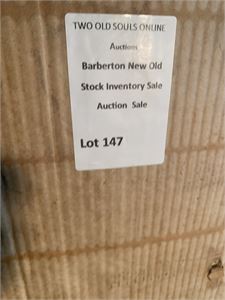 TWO OLD SOULS ONLINE
Auctions
Barberton New Old
Stock Inventory Sale
Auction Sale
Lot 147